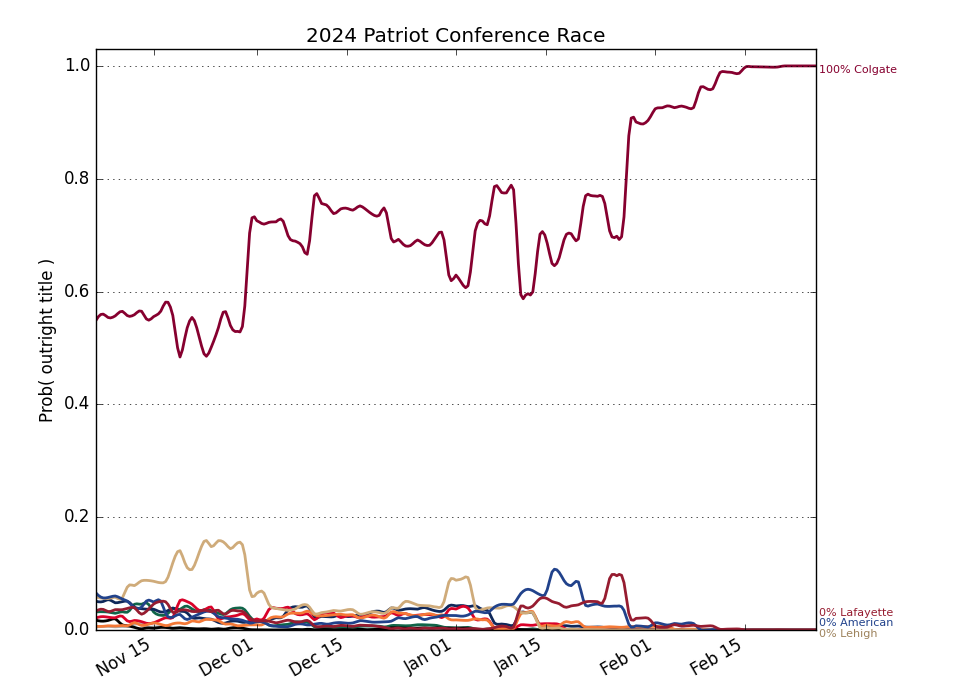 2024 Patriot Conference Race
Prob( outright title )
1.0
0.8
0.6
0.4
0.2
0.0
Nov 15
Dec 01
Dec 15
Jan 01
Jan 15
Feb 01
Feb 15
100% Colgate
0% Lafayette
0% American
0% Lehigh